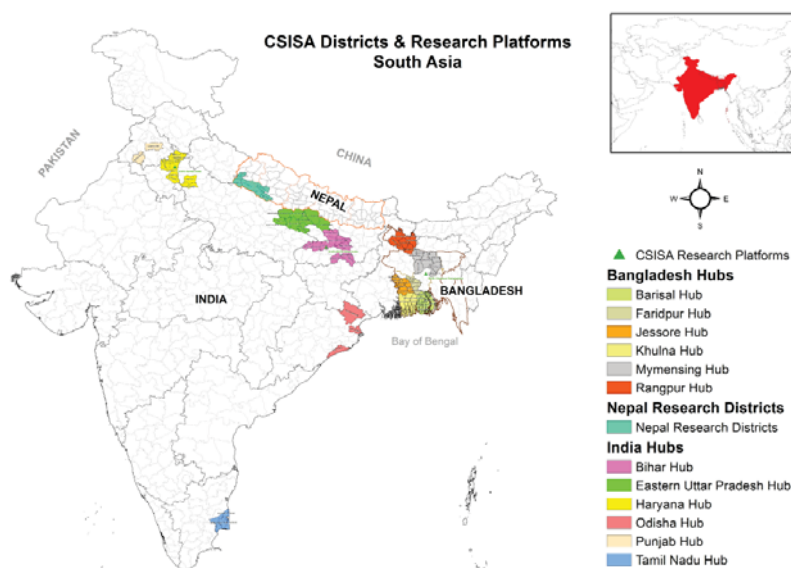 CSISA Districts & Research Platforms
South Asia
PAKISTAN
CHINA
NEPAL
INDIA
BANGLADESH
Bay of Bengal
N
W
E
S
CSISA Research Platforms
Bangladesh Hubs
Barisal Hub
Faridpur Hub
Jessore Hub
Khulna Hub
Mymensing Hub
Rangpur Hub
Nepal Research Districts
Nepal Research Districts
India Hubs
Bihar Hub
Eastern Uttar Pradesh Hub
Haryana Hub
Odisha Hub
Punjab Hub
Tamil Nadu Hub